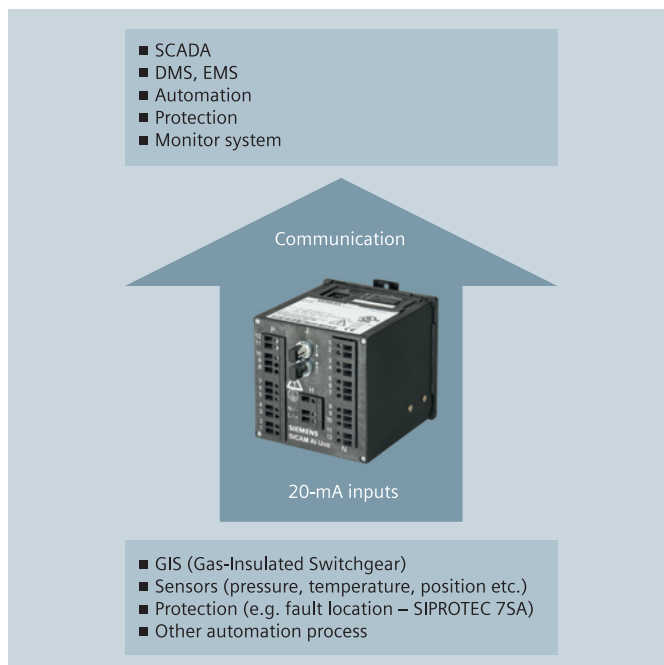 ■ SCADA
■ DMS, EMS
■ Automation
■ Protection
■ Monitor system
Communication
P
J
H
N/-
L/+
SIEMENS
SICAM AI Unit
N
20-mA inputs
■ GIS (Gas-Insulated Switchgear)
■ Sensors (pressure, temperature, position etc.)
■ Protection (e.g. fault location – SIPROTEC 7SA)
■ Other automation process